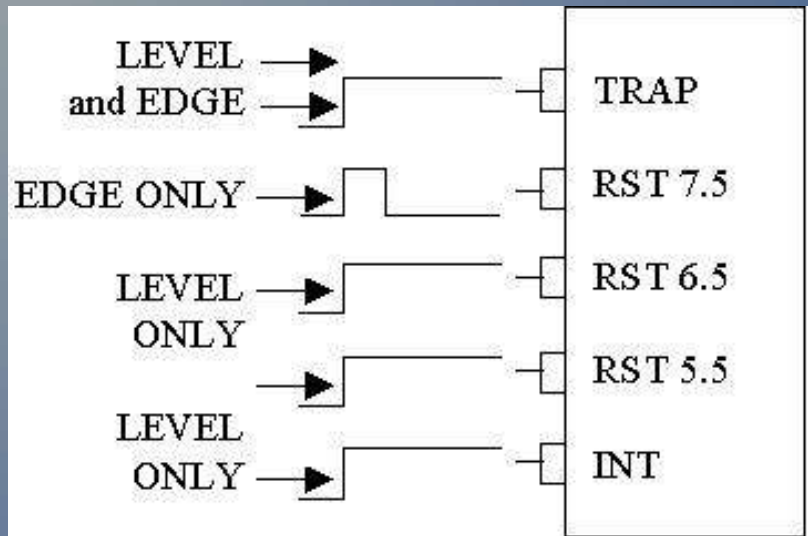 LEVEL
and EDGE
TRAP
EDGE ONLY
RST 7.5
LEVEL
ONLY
RST 6.5
RST 5.5
LEVEL
ONLY
INT